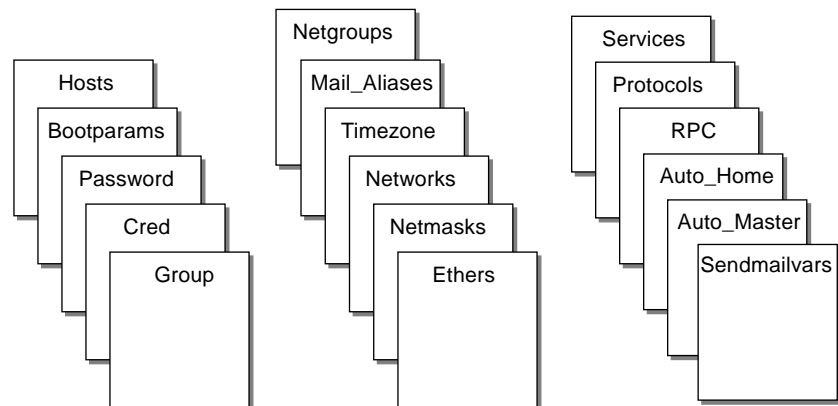 Hosts
Bootparams
Password
Cred
Group
Netgroups
Mail_Aliases
Timezone
Networks
Netmasks
Ethers
Services
Protocols
RPC
Auto_Home
Auto_Master
Sendmailvars